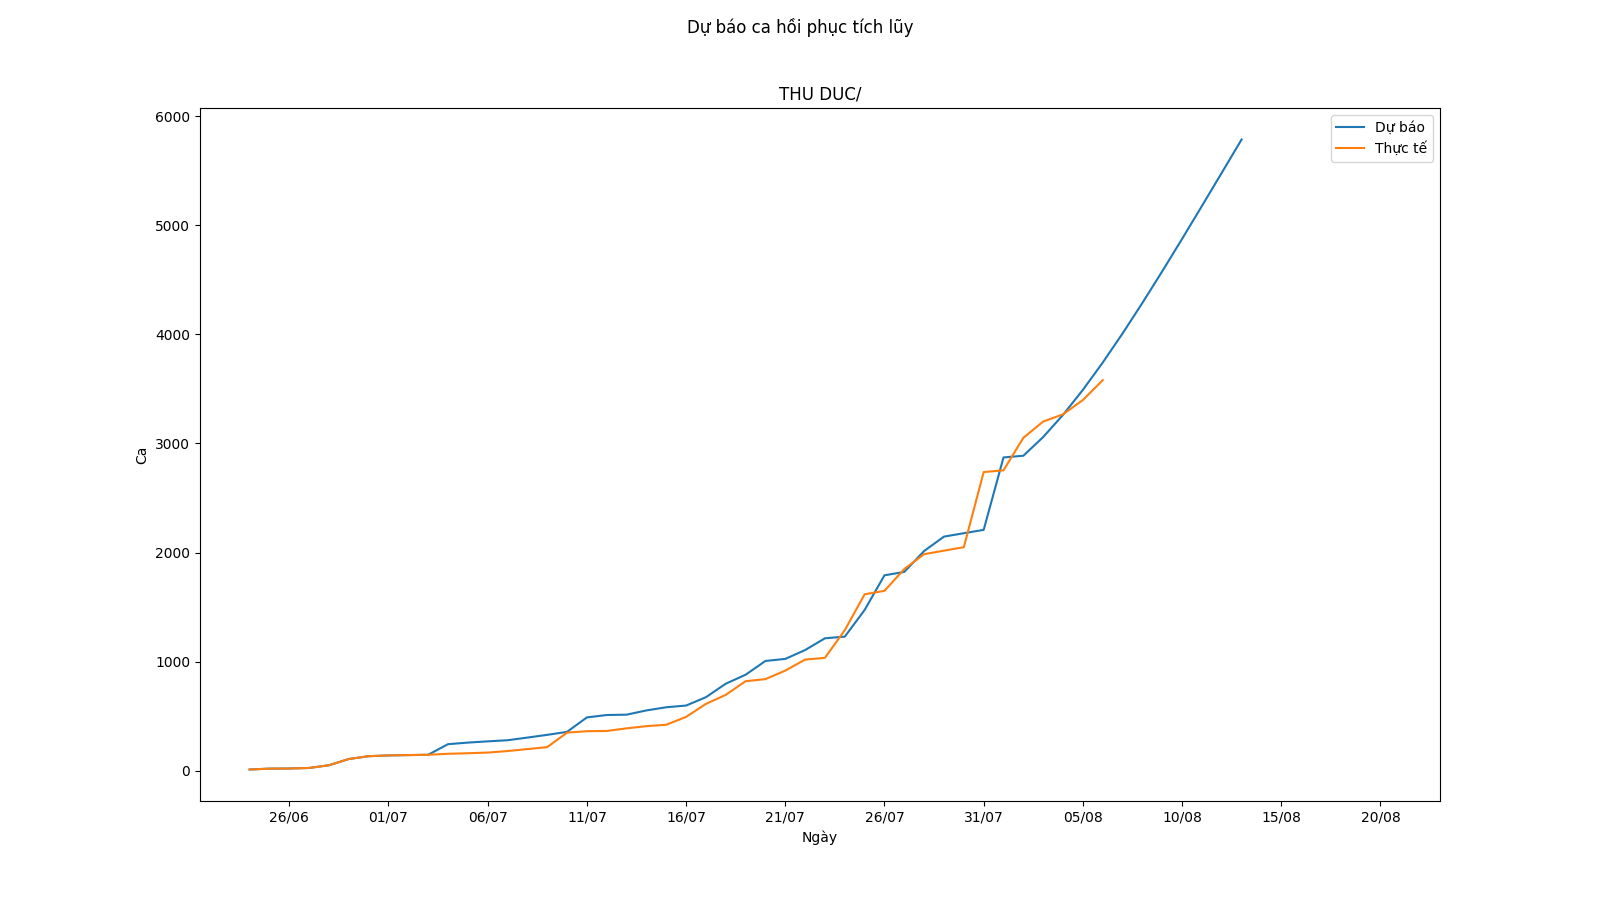 Dự báo ca hồi phục tích lũy
THU DUC/
6000
5000
4000
3000
2000
1000
0
Ca
Dự báo
Thực tế
26/06 01/07 06/07 11/07 16/07 21/07 26/07 31/07 05/08 10/08 15/08 20/08
Ngày